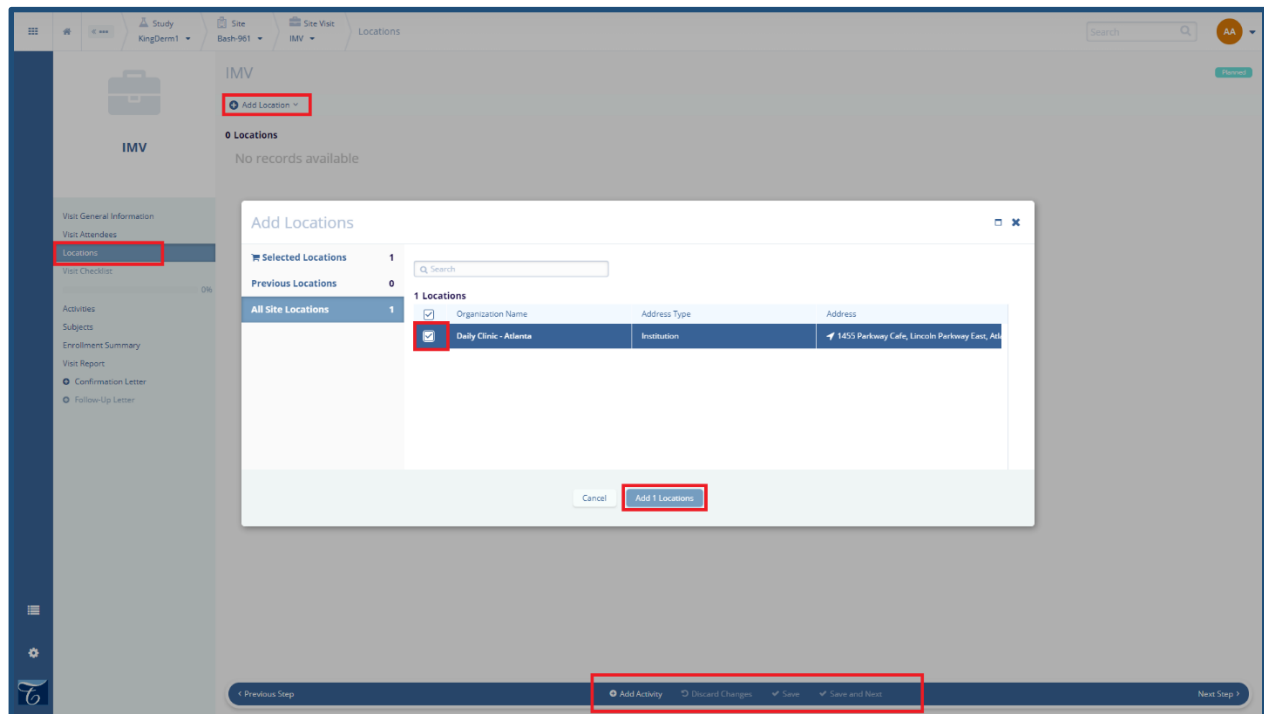 Study
KingDerm1
Site
Bash-961
Site Visit
IMV
Locations
Search
AA
IMV
Planned
Add Location
0 Locations
No records available
IMV
Visit General Information
Visit Attendees
Locations
Visit Checklist
0%
Activities
Subjects
Enrollment Summary
Visit Report
Confirmation Letter
Follow-Up Letter
Add Locations
Selected Locations 1
Previous Locations 0
All Site Locations 1
Search
1 Locations
Organization Name Address Type Address
Daily Clinic - Atlanta Institution 1455 Parkway Cafe, Lincoln Parkway East, Atl
Cancel Add 1 Locations
< Previous Step Add Activity Discard Changes Save Save and Next Next Step >